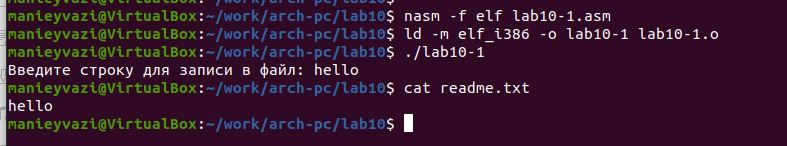 manieyvazi@VirtualBox:~/work/arch-pc/lab10$ nasm -f elf lab10-1.asm
manieyvazi@VirtualBox:~/work/arch-pc/lab10$ ld -m elf_i386 -o lab10-1 lab10-1.o
manieyvazi@VirtualBox:~/work/arch-pc/lab10$ ./lab10-1
Введите строку для записи в файл: hello
manieyvazi@VirtualBox:~/work/arch-pc/lab10$ cat readme.txt
hello
manieyvazi@VirtualBox:~/work/arch-pc/lab10$